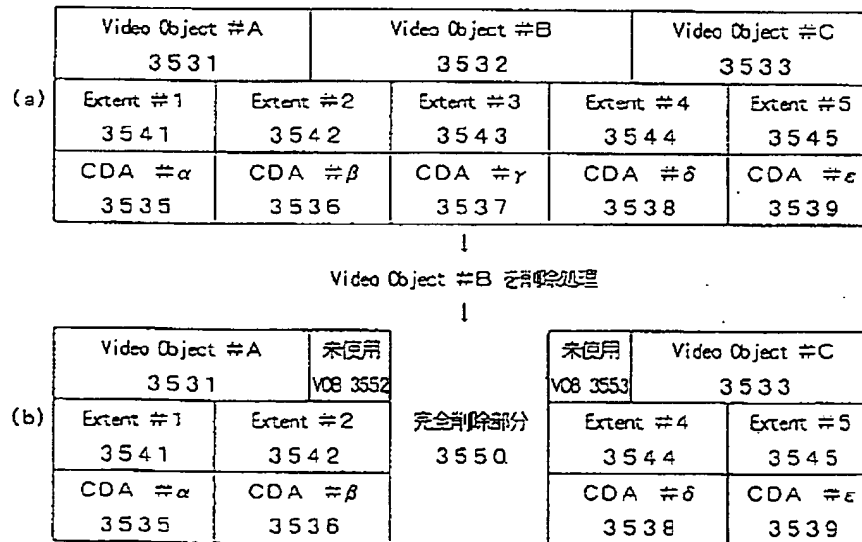 Video Object #A Video Object #B Video Object #C
3531 3532 3533
(a) Extent #1 Extent #2 Extent #3 Extent #4 Extent #5
3541 3542 3543 3544 3545
CDA #α CDA #β CDA #γ CDA #δ CDA #ε
3535 3536 3537 3538 3539
↓
Video Object #B を削除処理
↓
Video Object #A 未使用 未使用 Video Object #C
3531 VOB 3552 VOB 3553 3533
(b) Extent #1 Extent #2 完全削除部分 Extent #4 Extent #5
3541 3542 3550 3544 3545
CDA #α CDA #β CDA #δ CDA #ε
3535 3536 3538 3539